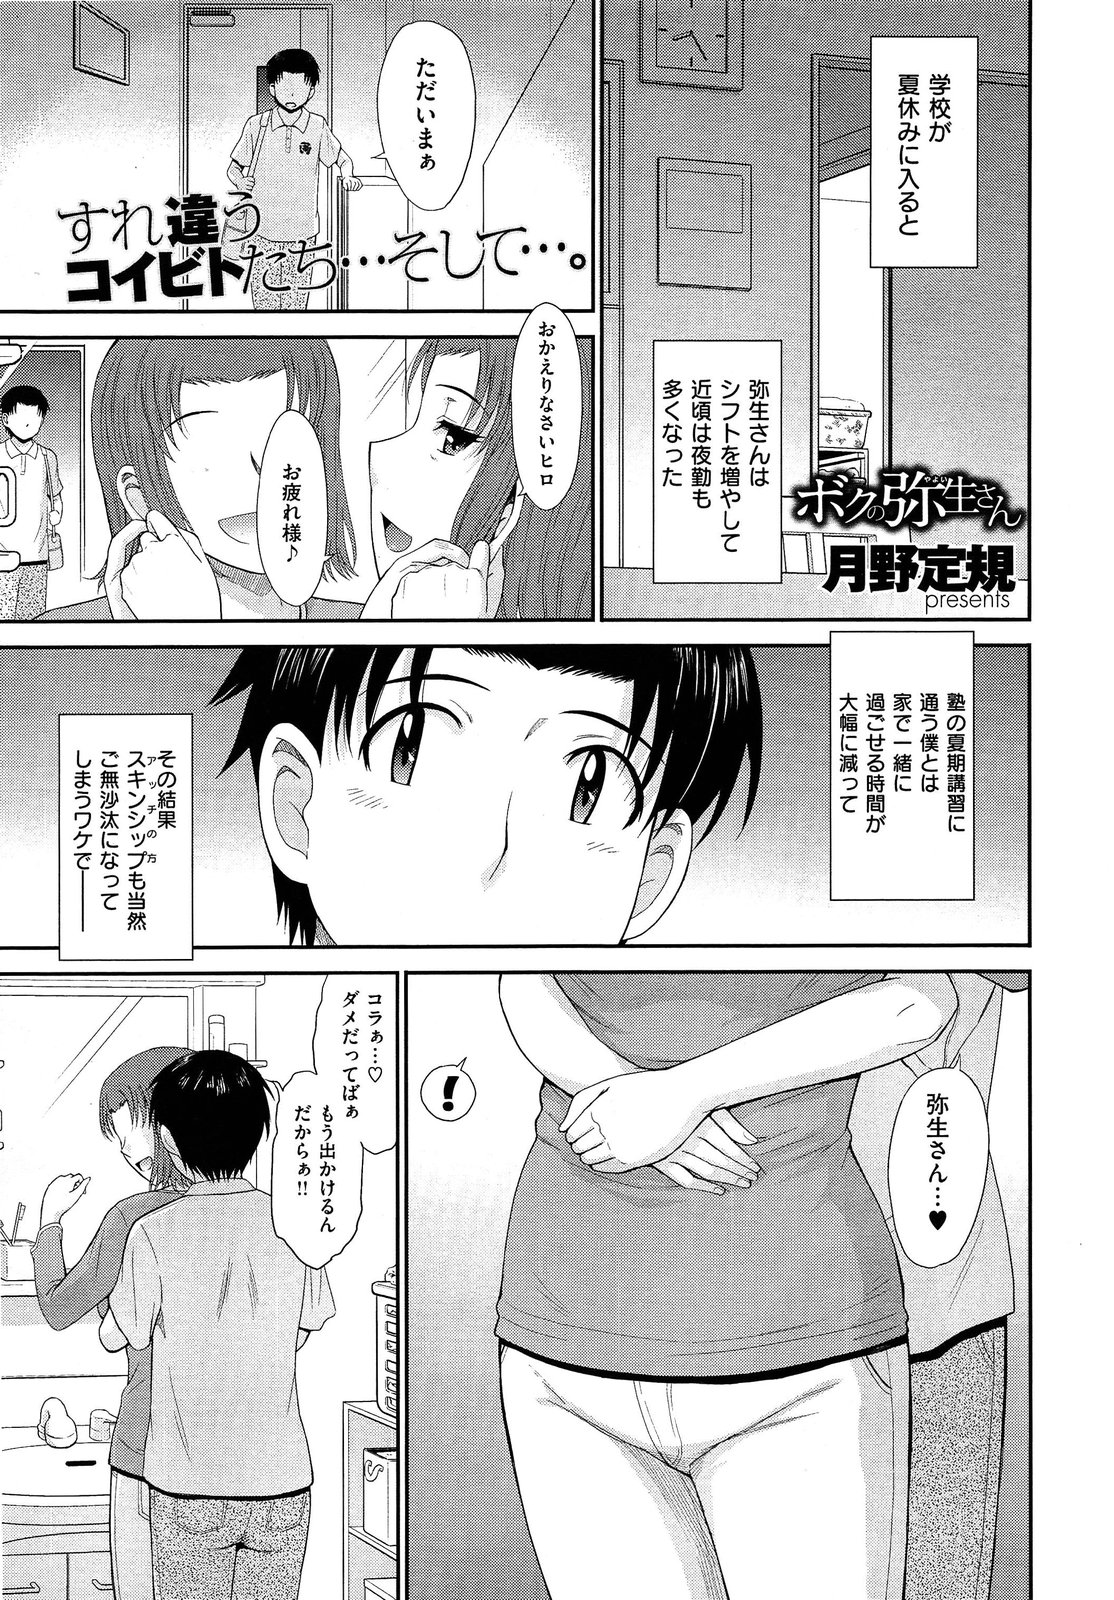 学校が
夏休みに入ると
弥生さんは
シフトを増やして
近頃は夜勤も
多くなった
ボクの弥生さん
やよい
月野定規
presents
ただいまぁ
すれ違う
コイビトたち…そして…。
おかえりなさいヒロ
お疲れ様♪
塾の夏期講習に
通う僕とは
家で一緒に
過ごせる時間が
大幅に減って
その結果
スキンシップも当然
アッチの方
ご無沙汰になって
しまうワケで――
弥生さん…♥
!
コラぁ…♡
ダメだってばぁ
もう出かけるん
だからぁ!!